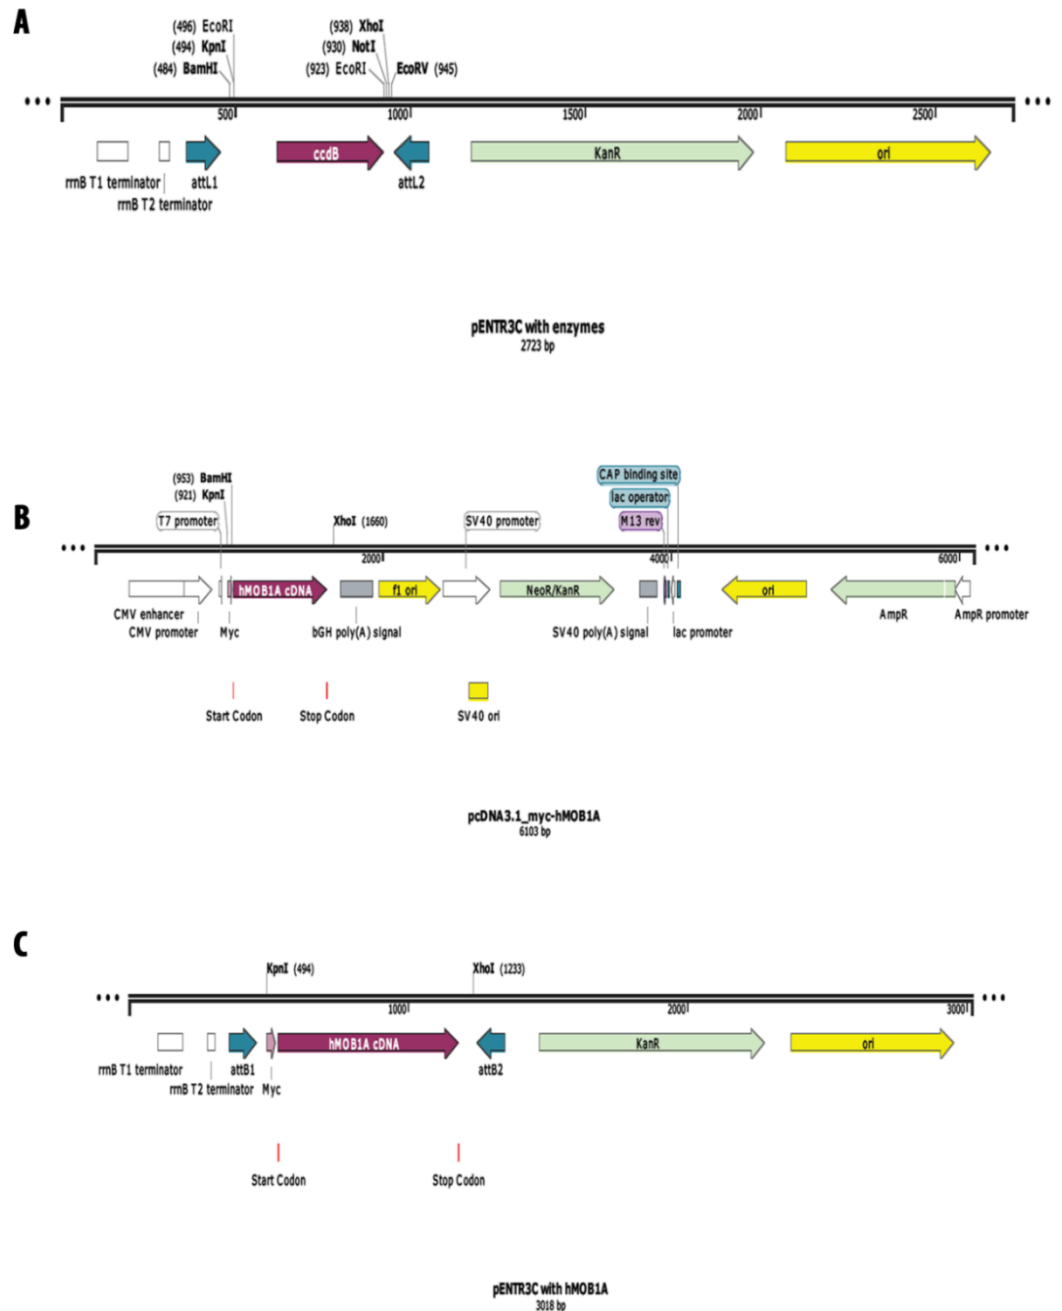 A
(496) EcoRI
(494) KpnI
(484) BamHI
(938) XhoI
(930) NotI
(923) EcoRI
EcoRV (945)
500
1000
1500
2000
2500
ccdB
KanR
ori
rrnB T1 terminator
attL1
attL2
rrnB T2 terminator
pENTR3C with enzymes
2723 bp
B
(953) BamHI
(921) KpnI
T7 promoter
XhoI (1660)
SV40 promoter
CAP binding site
lac operator
M13 rev
2000
4000
6000
hMOB1A cDNA
f1 ori
NeoR/KanR
ori
CMV enhancer
CMV promoter
Myc
bGH poly(A) signal
SV40 poly(A) signal
lac promoter
AmpR
AmpR promoter
Start Codon
Stop Codon
SV40 ori
pcDNA3.1_myc-hMOB1A
6103 bp
C
KpnI (494)
XhoI (1233)
1000
2000
3000
hMOB1A cDNA
KanR
ori
rrnB T1 terminator
attB1
attB2
rrnB T2 terminator
Myc
Start Codon
Stop Codon
pENTR3C with hMOB1A
3018 bp